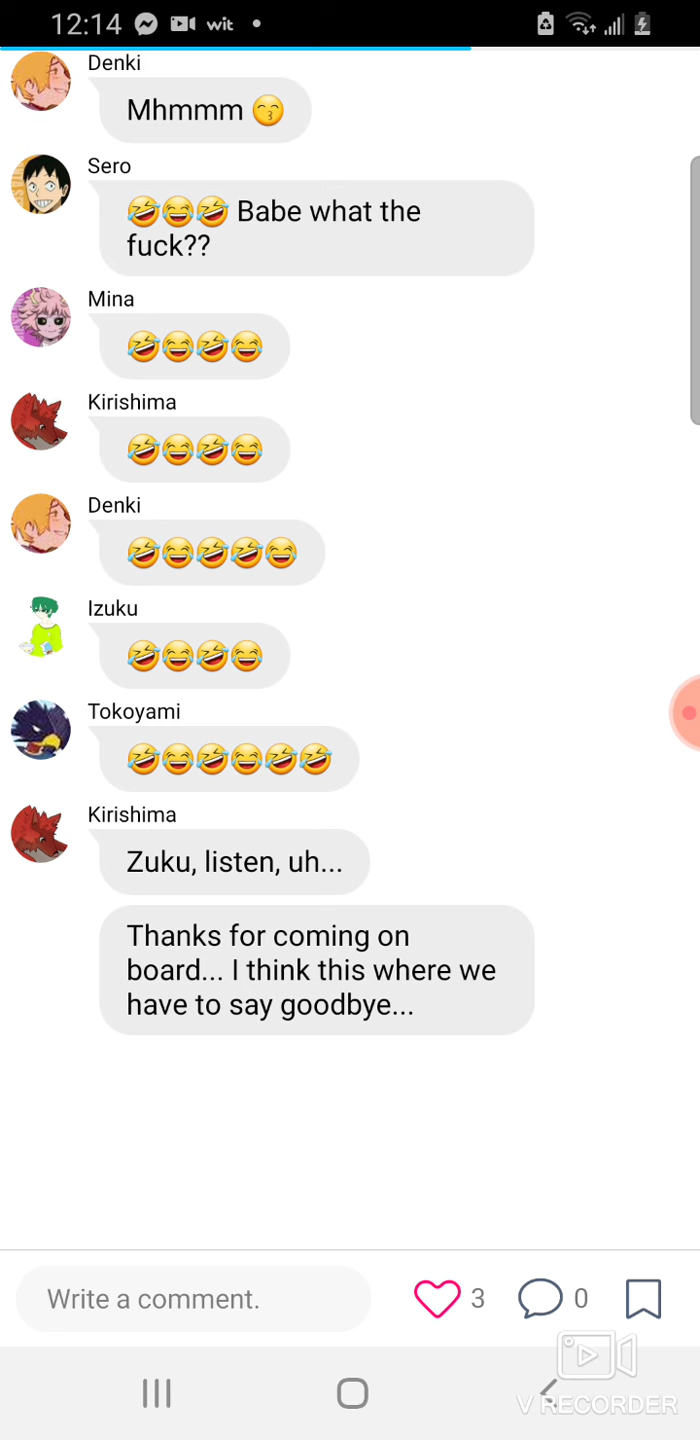 12:14 wit
Denki
Mhmmm 😙
Sero
🤣😂🤣 Babe what the
fuck??
Mina
🤣😂🤣😂
Kirishima
🤣😂🤣😂
Denki
🤣😂🤣🤣😂
Izuku
🤣😂🤣😂
Tokoyami
🤣😂🤣😂🤣🤣
Kirishima
Zuku, listen, uh...
Thanks for coming on
board... I think this where we
have to say goodbye...
Write a comment. 3 0
V RECORDER